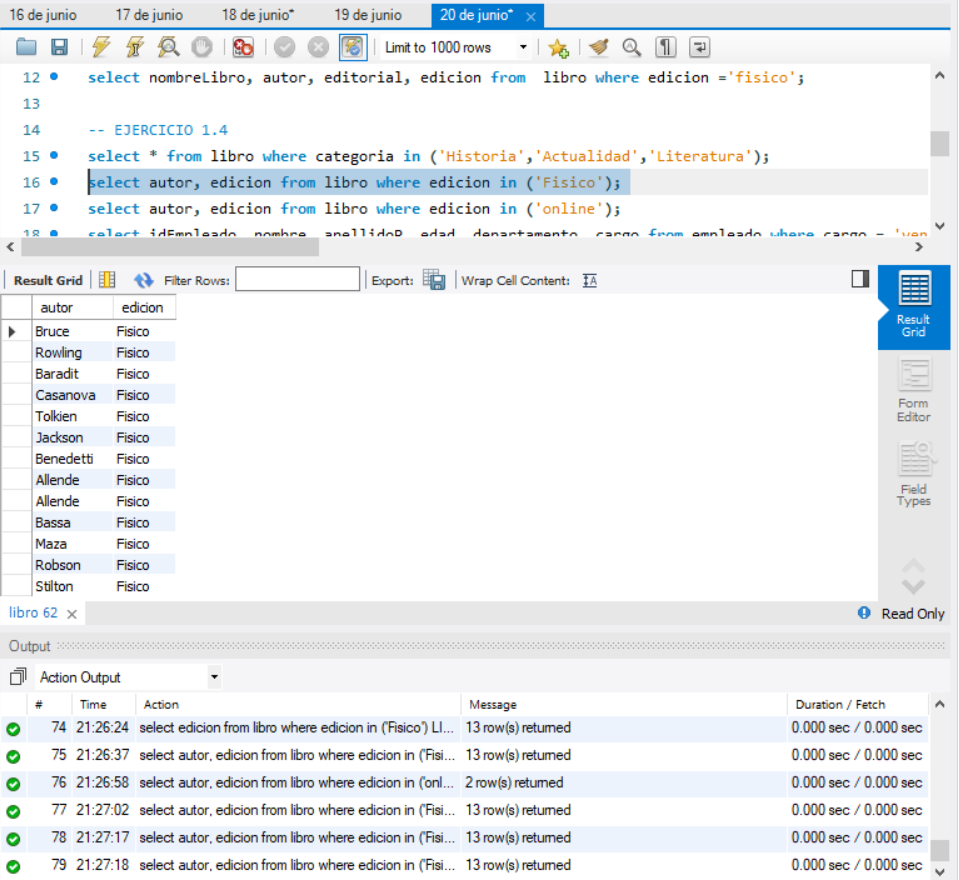 16 de junio 17 de junio 18 de junio* 19 de junio 20 de junio* ×
Limit to 1000 rows
12 select nombreLibro, autor, editorial, edicion from libro where edicion ='fisico';
13
14 -- EJERCICIO 1.4
15 select * from libro where categoria in ('Historia','Actualidad','Literatura');
16 select autor, edicion from libro where edicion in ('Fisico');
17 select autor, edicion from libro where edicion in ('online');
18 select idEmpleado, nombre, apellidoP, edad, departamento, cargo from empleado where cargo = 'ven
Result Grid Filter Rows: Export: Wrap Cell Content: IA
autor edicion
Bruce Fisico
Rowling Fisico
Baradit Fisico
Casanova Fisico
Tolkien Fisico
Jackson Fisico
Benedetti Fisico
Allende Fisico
Allende Fisico
Bassa Fisico
Maza Fisico
Robson Fisico
Stilton Fisico
Result
Grid
Form
Editor
Field
Types
libro 62 × Read Only
Output
Action Output
# Time Action Message Duration / Fetch
74 21:26:24 select edicion from libro where edicion in ('Fisico') LI... 13 row(s) returned 0.000 sec / 0.000 sec
75 21:26:37 select autor, edicion from libro where edicion in ('Fisi... 13 row(s) returned 0.000 sec / 0.000 sec
76 21:26:58 select autor, edicion from libro where edicion in ('onl... 2 row(s) returned 0.000 sec / 0.000 sec
77 21:27:02 select autor, edicion from libro where edicion in ('Fisi... 13 row(s) returned 0.000 sec / 0.000 sec
78 21:27:17 select autor, edicion from libro where edicion in ('Fisi... 13 row(s) returned 0.000 sec / 0.000 sec
79 21:27:18 select autor, edicion from libro where edicion in ('Fisi... 13 row(s) returned 0.000 sec / 0.000 sec